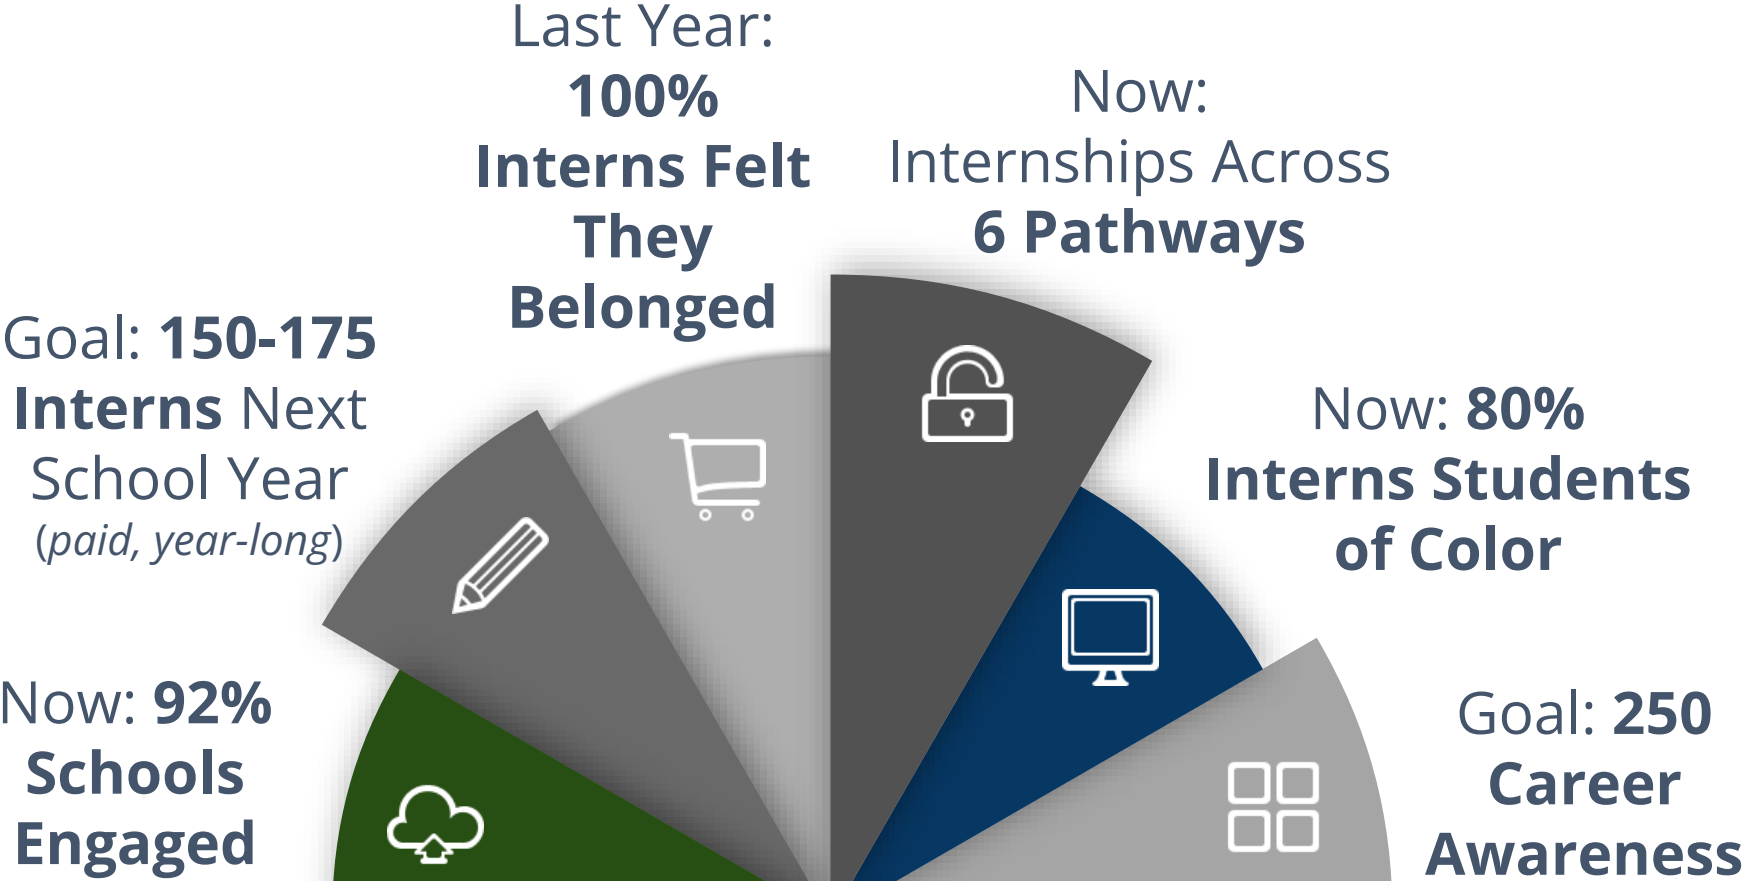 Last Year:
100%
Interns Felt
They
Belonged
Now:
Internships Across
6 Pathways
Goal: 150-175
Interns Next
School Year
(paid, year-long)
Now: 80%
Interns Students
of Color
Now: 92%
Schools
Engaged
Goal: 250
Career
Awareness